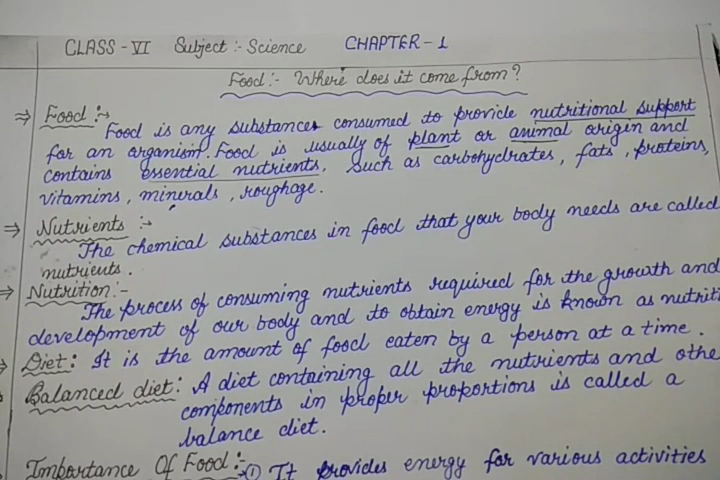 CLASS - VI Subject :- Science CHAPTER - 1
Food :- Where does it come from ?
⇒ Food :-
Food is any substances consumed to provide nutritional support
for an organism. Food is usually of plant or animal origin and
contains essential nutrients, such as carbohydrates, fats, proteins,
vitamins, minerals, roughage.
⇒ Nutrients :-
The chemical substances in food that your body needs are called
nutrients.
⇒ Nutrition :-
The process of consuming nutrients required for the growth and
development of our body and to obtain energy is known as nutriti
Diet : It is the amount of food eaten by a person at a time.
Balanced diet : A diet containing all the nutrients and othe
components in proper proportions is called a
balance diet.
Importance Of Food :- ① It provides energy for various activities